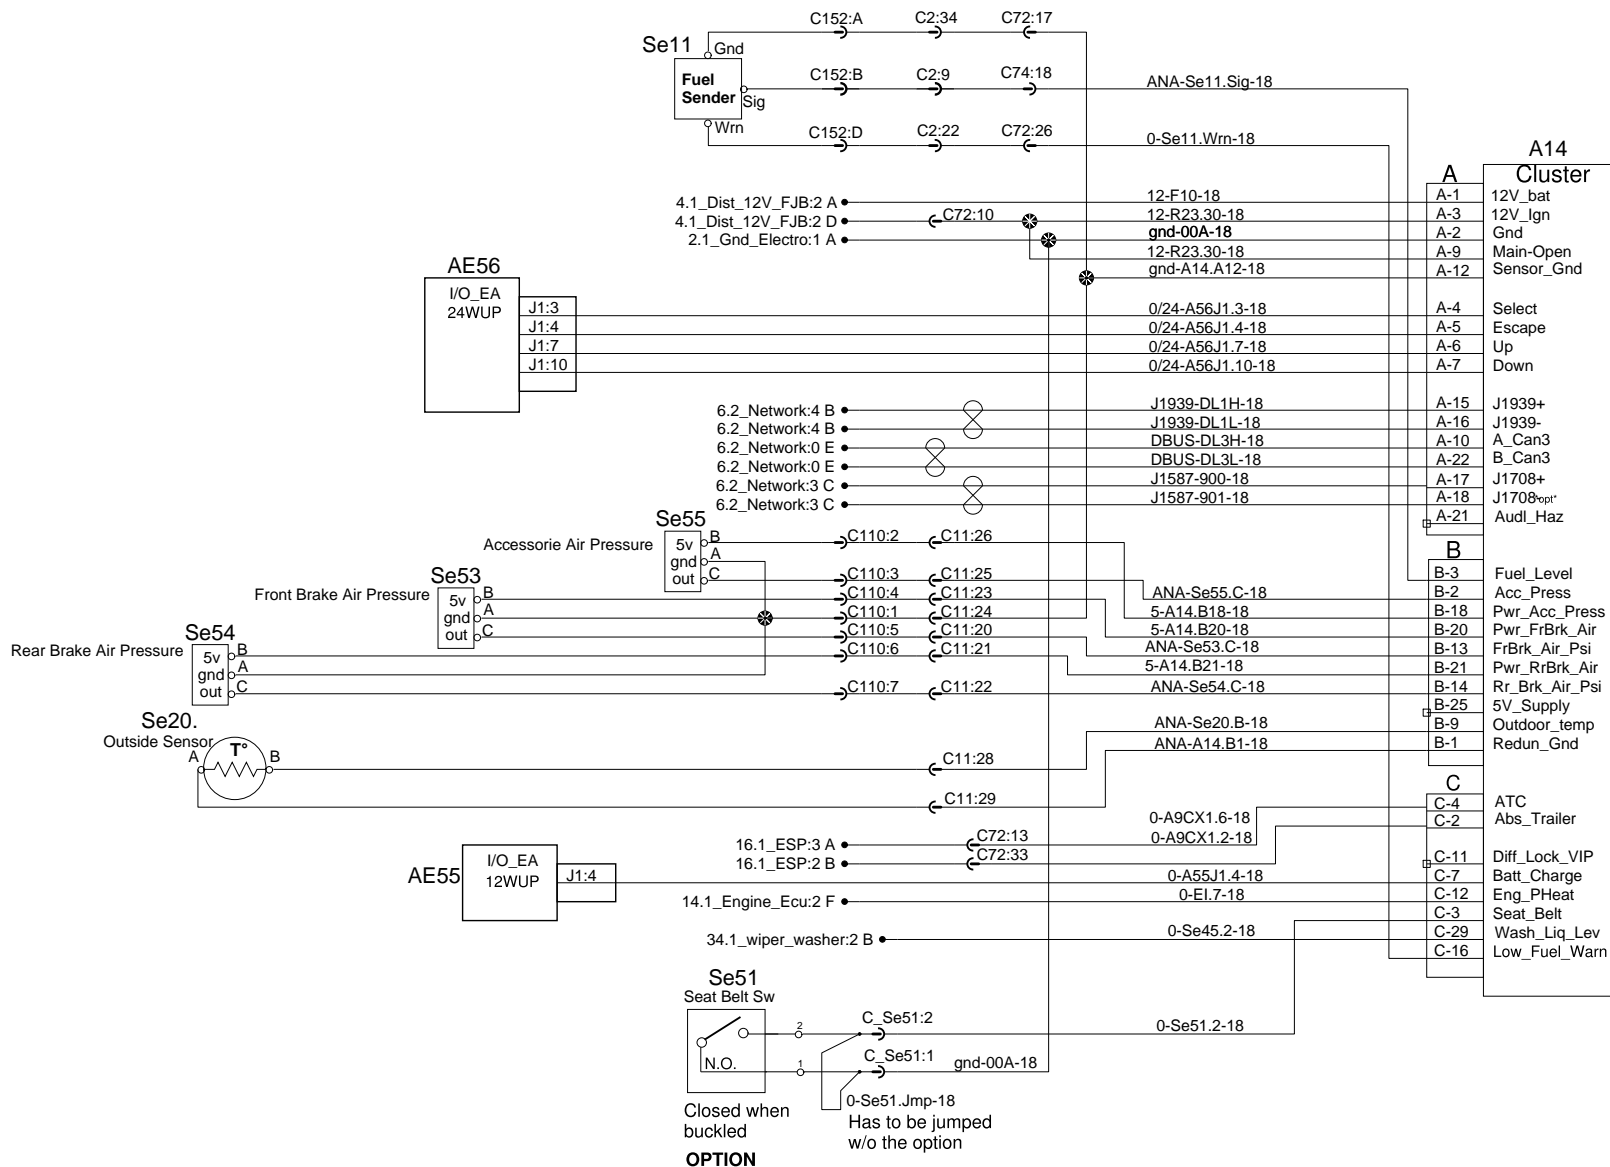 C152:A C2:34 C72:17
Se11 Gnd
Fuel
Sender
C152:B C2:9 C74:18 ANA-Se11.Sig-18
Sig
Wrn C152:D C2:22 C72:26 0-Se11.Wrn-18
A14
Cluster
A
4.1_Dist_12V_FJB:2 A 12-F10-18 A-1 12V_bat
4.1_Dist_12V_FJB:2 D C72:10 12-R23.30-18 A-3 12V_Ign
2.1_Gnd_Electro:1 A gnd-00A-18 A-2 Gnd
12-R23.30-18 A-9 Main-Open
gnd-A14.A12-18 A-12 Sensor_Gnd
AE56
I/O_EA
24WUP
J1:3 0/24-A56J1.3-18 A-4 Select
J1:4 0/24-A56J1.4-18 A-5 Escape
J1:7 0/24-A56J1.7-18 A-6 Up
J1:10 0/24-A56J1.10-18 A-7 Down
6.2_Network:4 B J1939-DL1H-18 A-15 J1939+
6.2_Network:4 B J1939-DL1L-18 A-16 J1939-
6.2_Network:0 E DBUS-DL3H-18 A-10 A_Can3
6.2_Network:0 E DBUS-DL3L-18 A-22 B_Can3
6.2_Network:3 C J1587-900-18 A-17 J1708+
6.2_Network:3 C J1587-901-18 A-18 J1708- *opt*
A-21 Audl_Haz
Se55
Accessorie Air Pressure
5v B C110:2 C11:26
gnd A
out C C110:3 C11:25
B
B-3 Fuel_Level
ANA-Se55.C-18 B-2 Acc_Press
Se53
Front Brake Air Pressure
5v B C110:4 C11:23 5-A14.B18-18 B-18 Pwr_Acc_Press
gnd A C110:1 C11:24 5-A14.B20-18 B-20 Pwr_FrBrk_Air
out C C110:5 C11:20 ANA-Se53.C-18 B-13 FrBrk_Air_Psi
Se54
Rear Brake Air Pressure
5v B C110:6 C11:21 5-A14.B21-18 B-21 Pwr_RrBrk_Air
gnd A
out C C110:7 C11:22 ANA-Se54.C-18 B-14 Rr_Brk_Air_Psi
B-25 5V_Supply
Se20.
Outside Sensor
A T° B
ANA-Se20.B-18 B-9 Outdoor_temp
ANA-A14.B1-18 B-1 Redun_Gnd
C11:28
C11:29
C
C-4 ATC
0-A9CX1.6-18 C-2 Abs_Trailer
16.1_ESP:3 A C72:13 0-A9CX1.2-18
16.1_ESP:2 B C72:33
C-11 Diff_Lock_VIP
AE55
I/O_EA
12WUP
J1:4 0-A55J1.4-18 C-7 Batt_Charge
14.1_Engine_Ecu:2 F 0-EI.7-18 C-12 Eng_PHeat
C-3 Seat_Belt
34.1_wiper_washer:2 B 0-Se45.2-18 C-29 Wash_Liq_Lev
C-16 Low_Fuel_Warn
Se51
Seat Belt Sw
2 C_Se51:2 0-Se51.2-18
N.O. 1 C_Se51:1 gnd-00A-18
0-Se51.Jmp-18
Closed when
buckled
Has to be jumped
w/o the option
OPTION